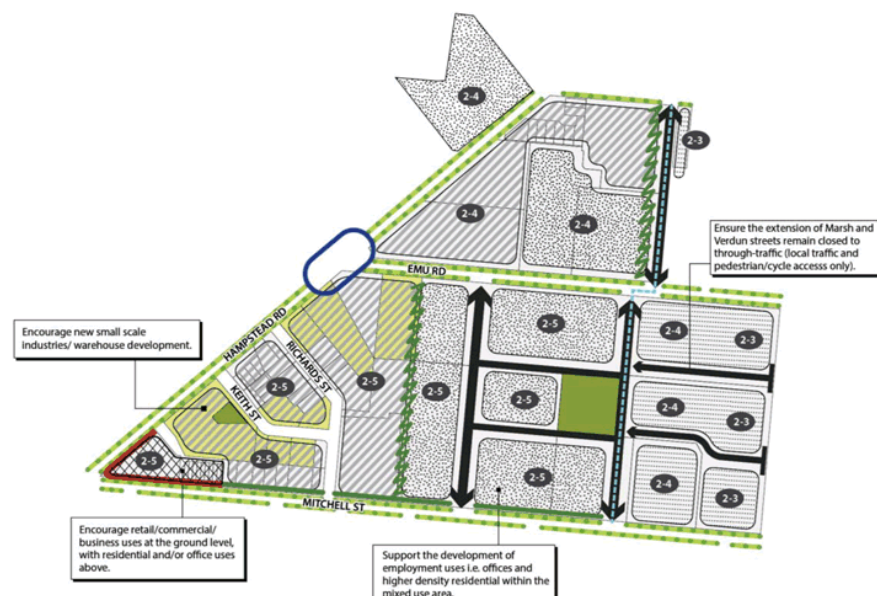 2-4
2-3
2-4
2-4
Ensure the extension of Marsh and
Verdun streets remain closed to
through-traffic (local traffic and
pedestrian/cycle accesss only).
EMU RD
HAMPSTEAD RD
Encourage new small scale
industries/ warehouse development.
2-5
2-4
2-3
RICHARDS ST
2-5
2-5
KEITH ST
2-5
2-4
2-3
2-5
2-5
2-5
2-4
2-3
MITCHELL ST
Encourage retail/commercial/
business uses at the ground level,
with residential and/or office uses
above.
Support the development of
employment uses i.e. offices and
higher density residential within the
mixed use area.